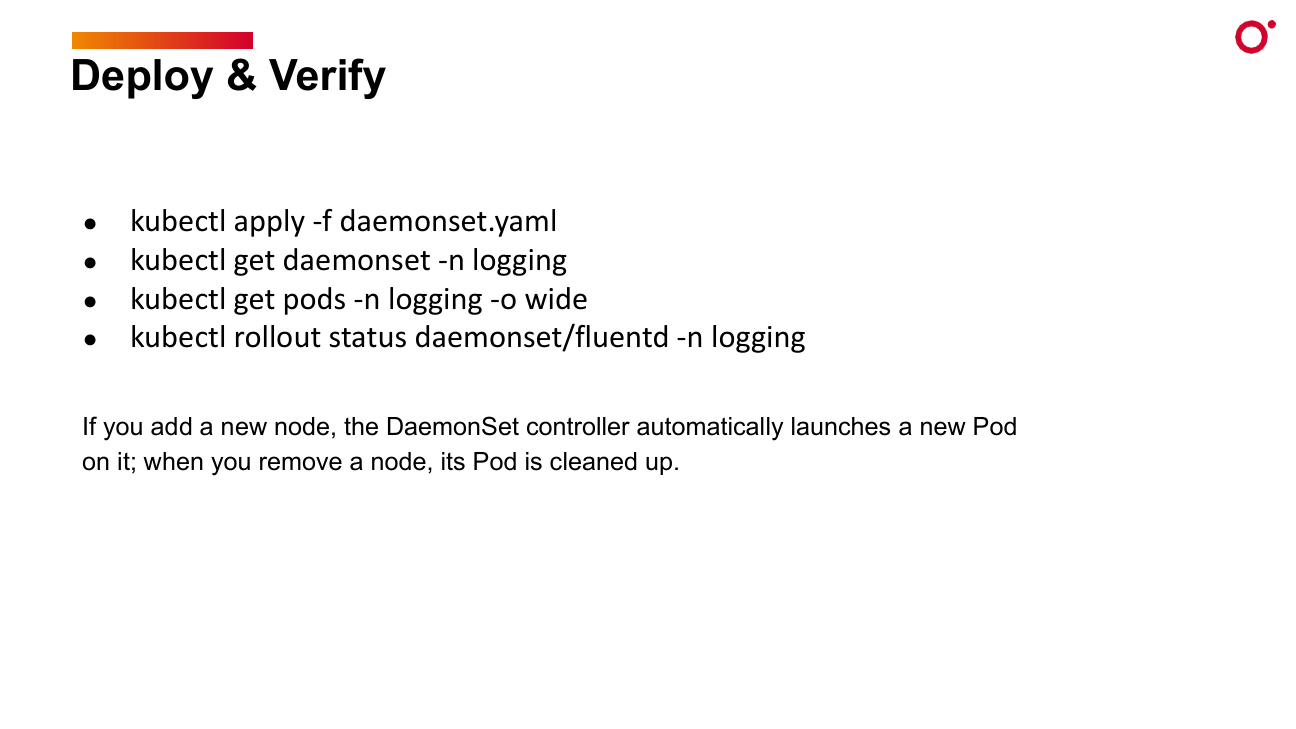 Deploy & Verify
● kubectl apply -f daemonset.yaml
● kubectl get daemonset -n logging
● kubectl get pods -n logging -o wide
● kubectl rollout status daemonset/fluentd -n logging
If you add a new node, the DaemonSet controller automatically launches a new Pod
on it; when you remove a node, its Pod is cleaned up.